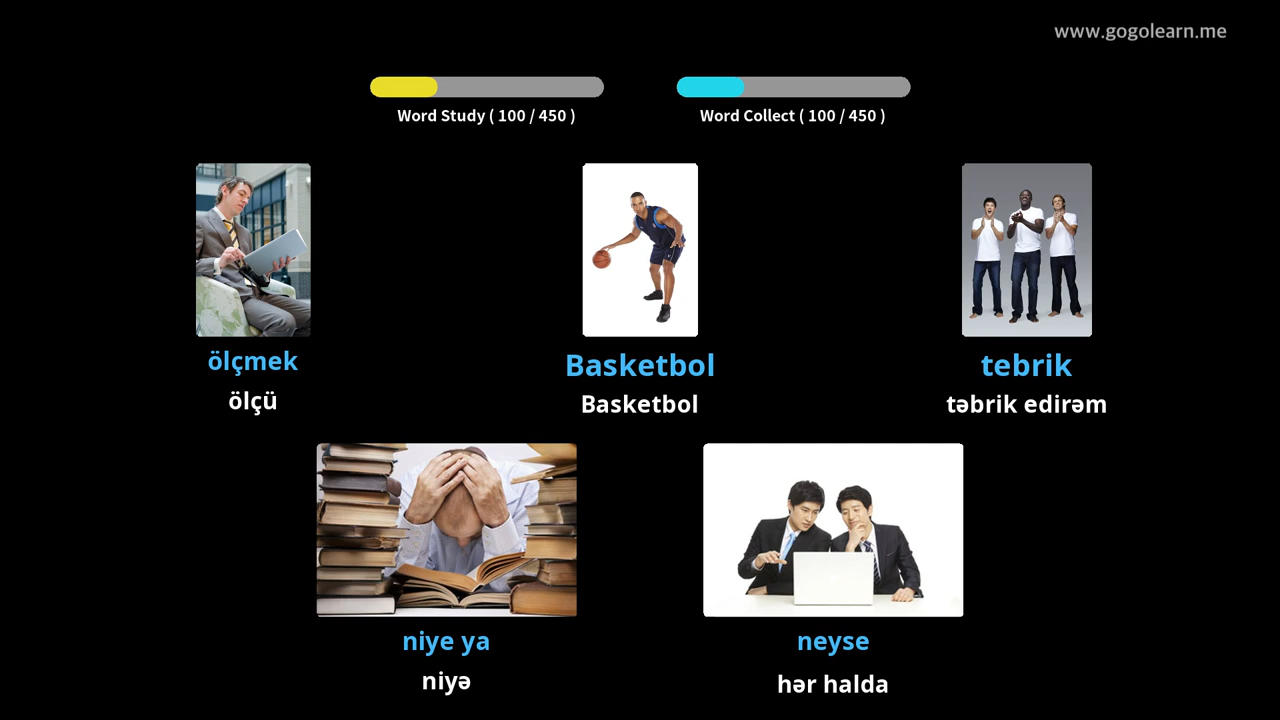 www.gogolearn.me
Word Study ( 100 / 450 )
Word Collect ( 100 / 450 )
ölçmek
ölçü
Basketbol
Basketbol
tebrik
təbrik edirəm
niye ya
niyə
neyse
hər halda